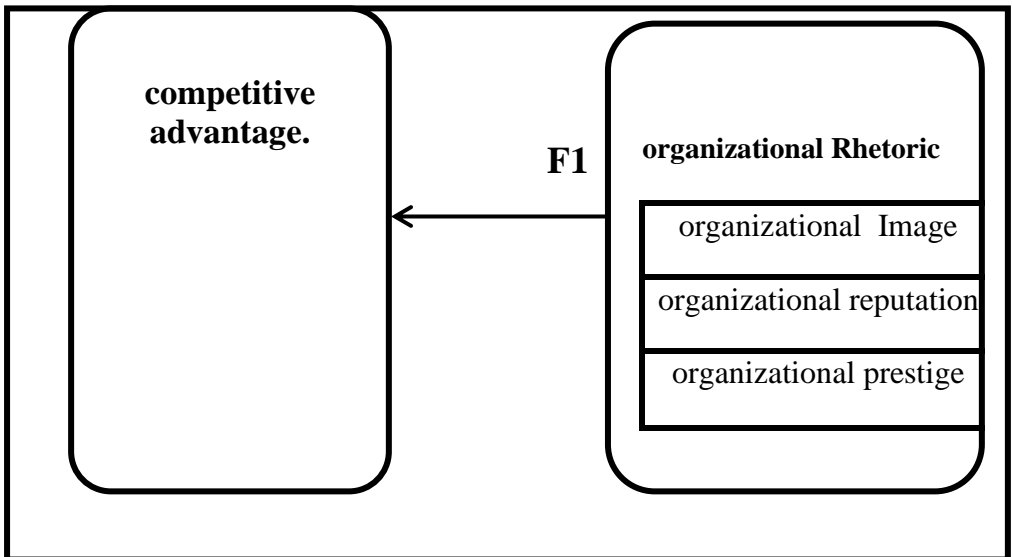 competitive
advantage.
F1
organizational Rhetoric
organizational Image
organizational reputation
organizational prestige